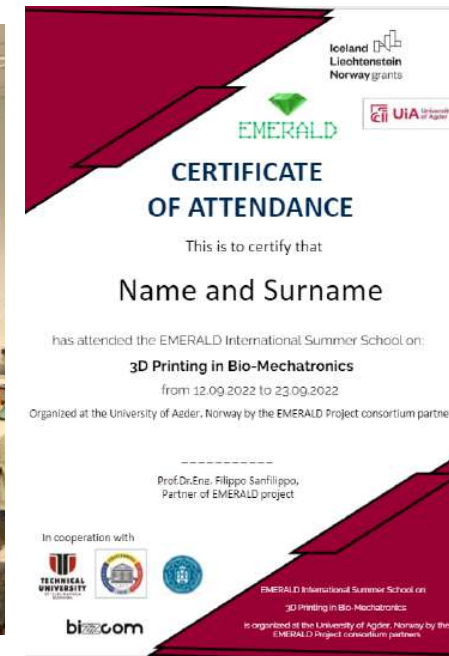 Iceland
Liechtenstein
Norway grants
UiA University of Agder
EMERALD
CERTIFICATE
OF ATTENDANCE
This is to certify that
Name and Surname
has attended the EMERALD International Summer School on:
3D Printing in Bio-Mechatronics
from 12.09.2022 to 23.09.2022
Organized at the University of Agder, Norway by the EMERALD Project consortium partne
Prof.Dr.Eng. Filippo Sanfilippo,
Partner of EMERALD project
In cooperation with
TECHNICAL
UNIVERSITY
bizzcom
EMERALD International Summer School on
3D Printing in Bio-Mechatronics
is organized at the University of Agder, Norway by the
EMERALD Project consortium partners